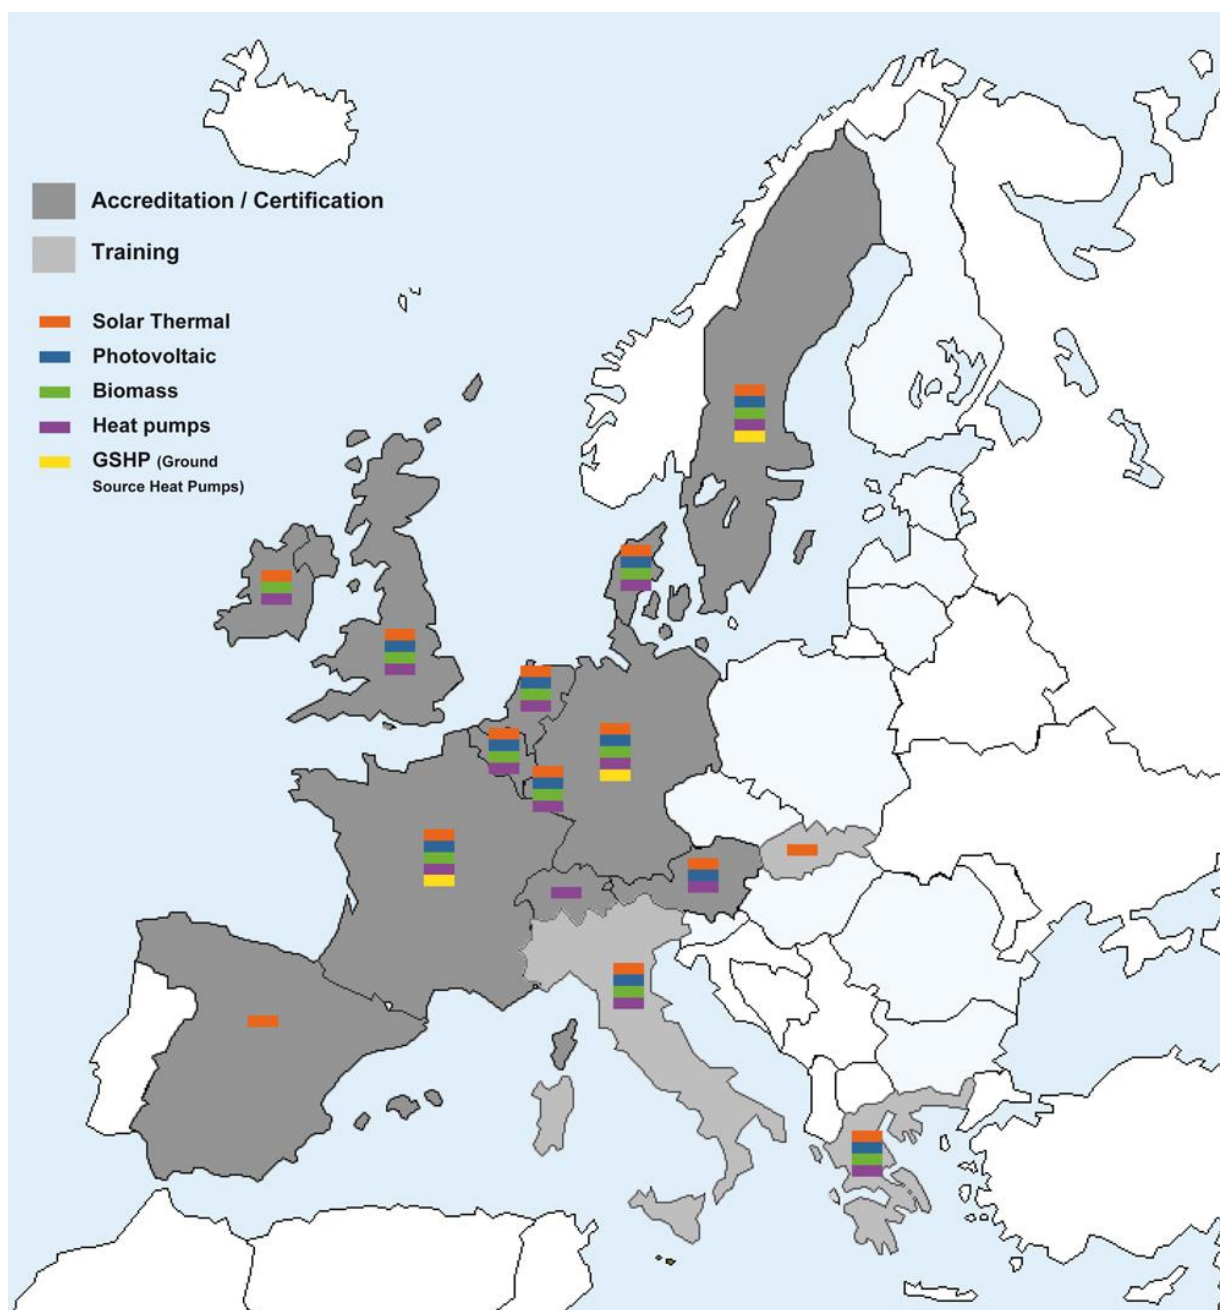 Accreditation / Certification
Training
Solar Thermal
Photovoltaic
Biomass
Heat pumps
GSHP (Ground
Source Heat Pumps)